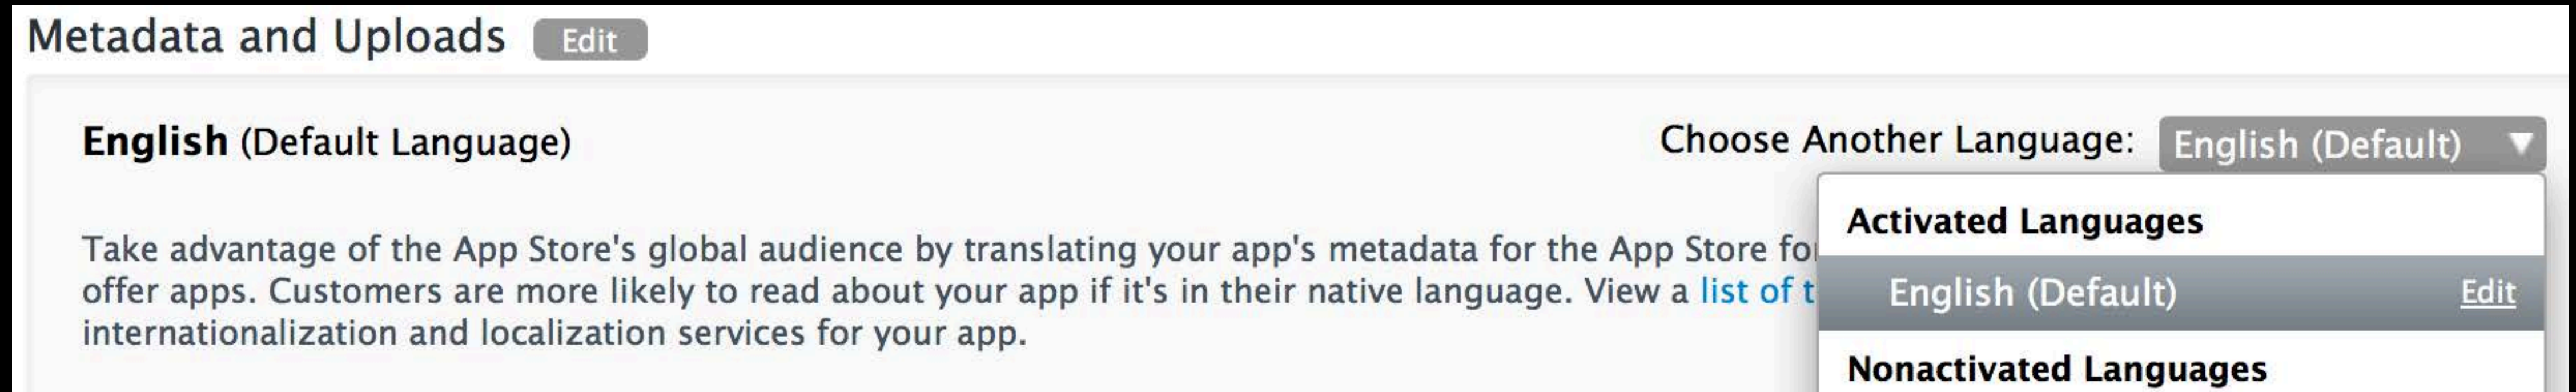 Metadata and Uploads Edit
English (Default Language)
Choose Another Language: English (Default)
Take advantage of the App Store's global audience by translating your app's metadata for the App Store
offer apps. Customers are more likely to read about your app if it's in their native language. View a list of
internationalization and localization services for your app.
Activated Languages
English (Default) Edit
Nonactivated Languages